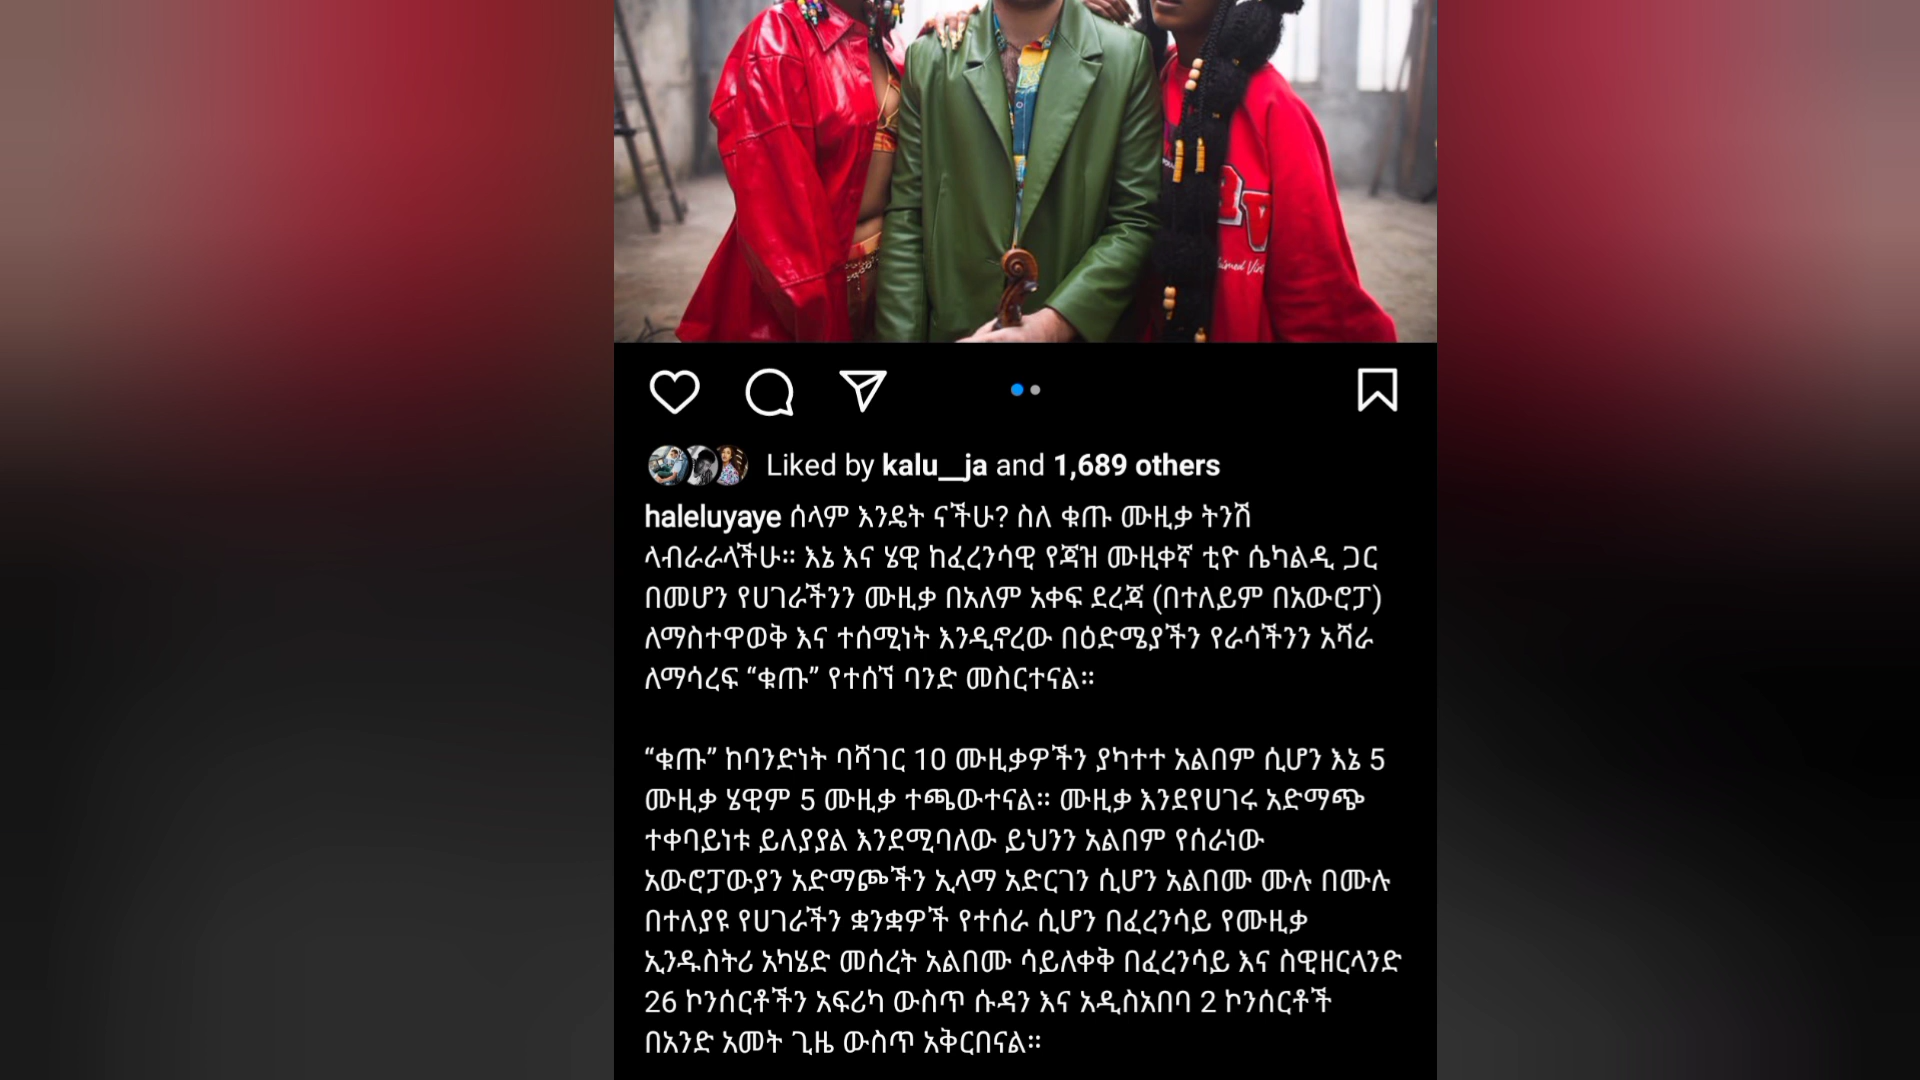 Liked by kalu__ja and 1,689 others
haleluyaye ሰላም እንዴት ናችሁ? ስለ ቁጡ ሙዚቃ ትንሽ
ላብራራላችሁ። እኔ እና ሄዊ ከፈረንሳዊ የጃዝ ሙዚቀኛ ቲዮ ሴካልዲ ጋር
በመሆን የሀገራችንን ሙዚቃ በአለም አቀፍ ደረጃ (በተለይም በአውሮፓ)
ለማስተዋወቅ እና ተሰሚነት እንዲኖረው በዕድሜያችን የራሳችንን አሻራ
ለማሳረፍ “ቁጡ” የተሰኘ ባንድ መስርተናል።
“ቁጡ” ከባንድነት ባሻገር 10 ሙዚቃዎችን ያካተተ አልበም ሲሆን እኔ 5
ሙዚቃ ሄዊም 5 ሙዚቃ ተጫውተናል። ሙዚቃ እንደየሀገሩ አድማጭ
ተቀባይነቱ ይለያያል እንደሚባለው ይህንን አልበም የሰራነው
አውሮፓውያን አድማጮችን ኢላማ አድርገን ሲሆን አልበሙ ሙሉ በሙሉ
በተለያዩ የሀገራችን ቋንቋዎች የተሰራ ሲሆን በፈረንሳይ የሙዚቃ
ኢንዱስትሪ አካሄድ መሰረት አልበሙ ሳይለቀቅ በፈረንሳይ እና ስዊዘርላንድ
26 ኮንሰርቶችን አፍሪካ ውስጥ ሱዳን እና አዲስአበባ 2 ኮንሰርቶች
በአንድ አመት ጊዜ ውስጥ አቅርበናል።